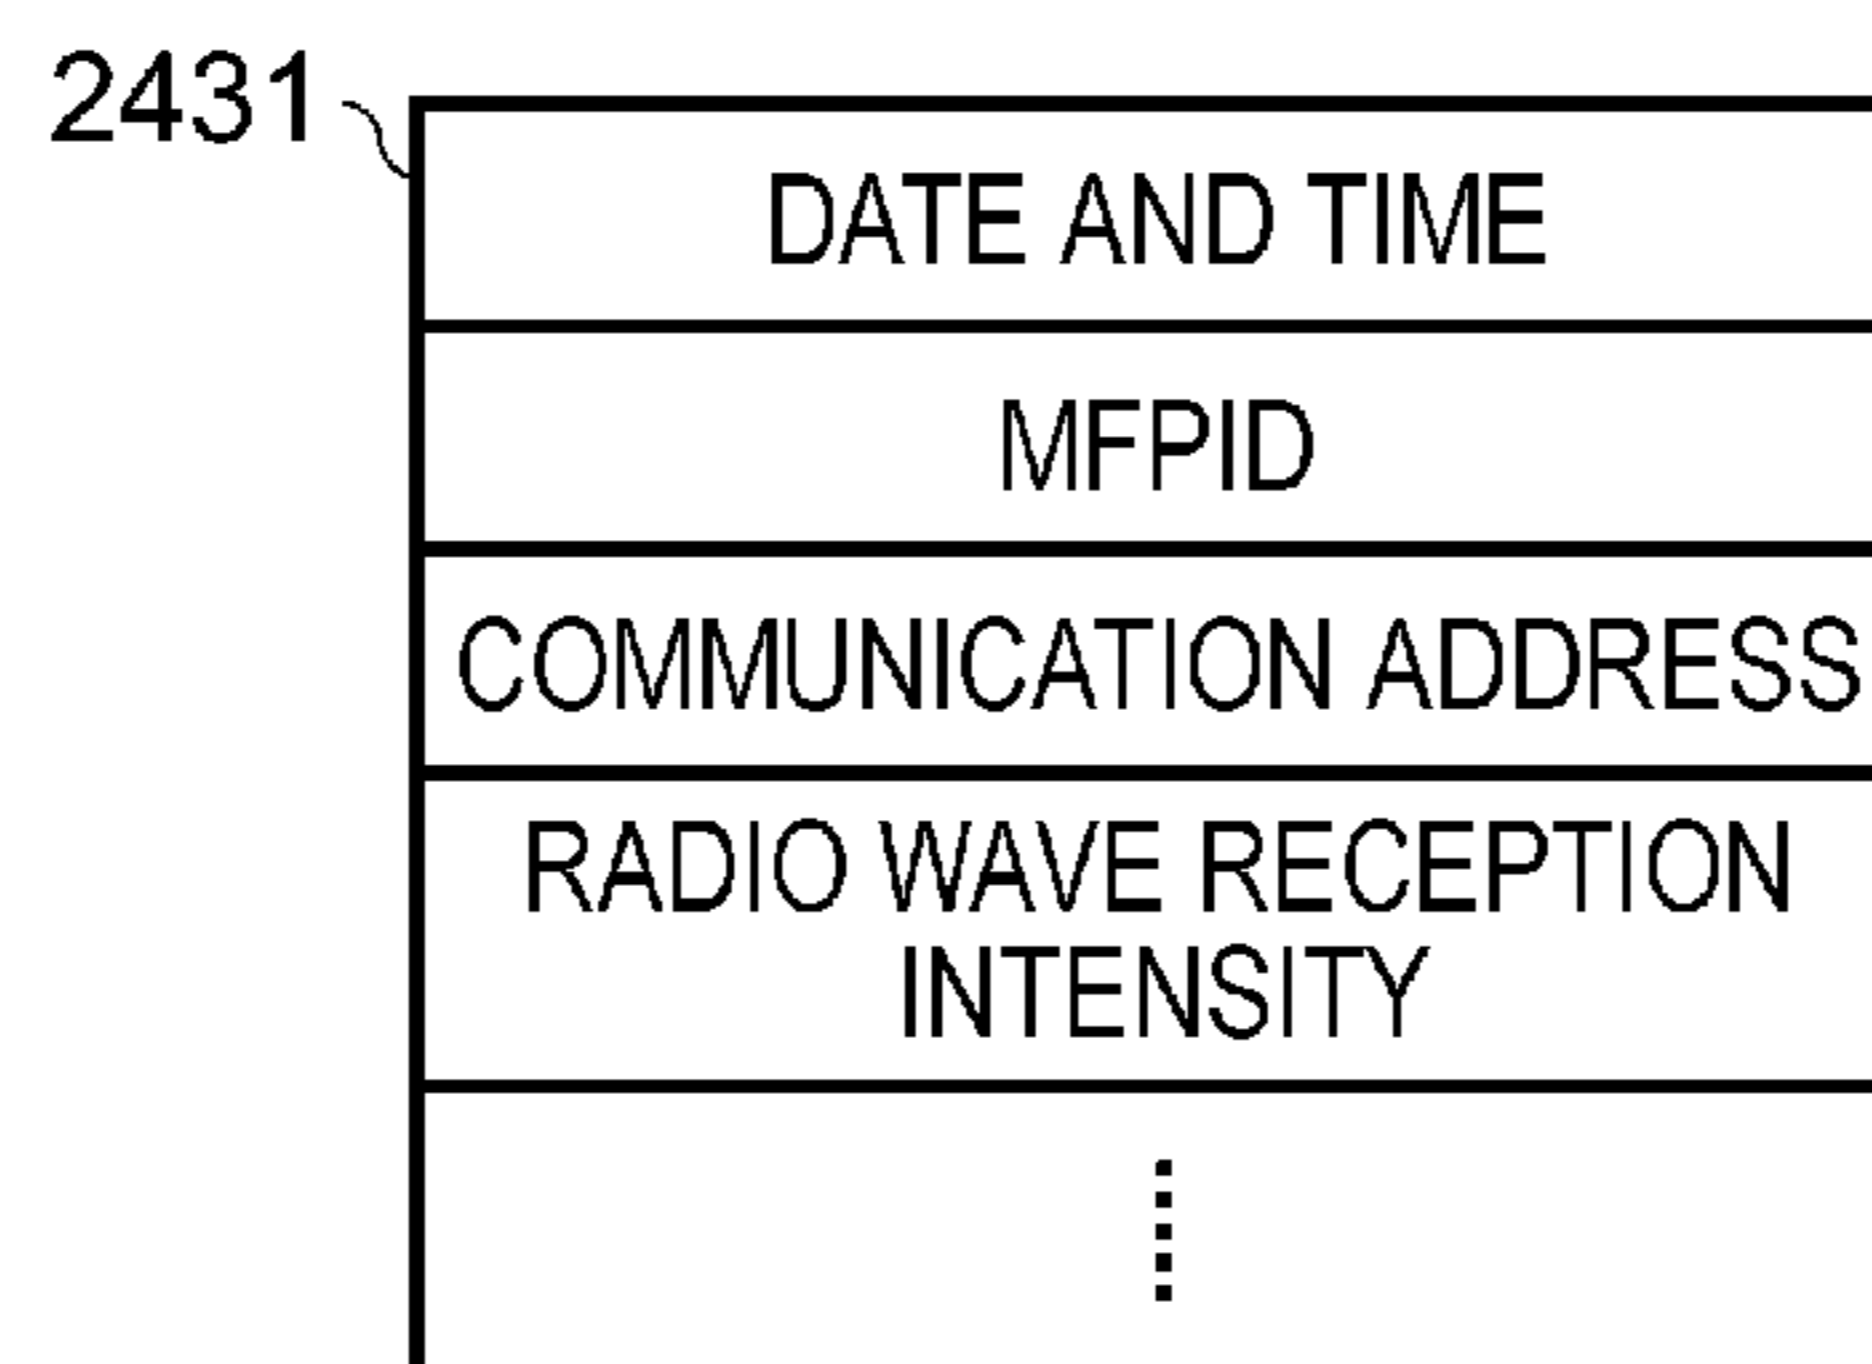 2431
DATE AND TIME
MFPID
COMMUNICATION ADDRESS
RADIO WAVE RECEPTION
INTENSITY